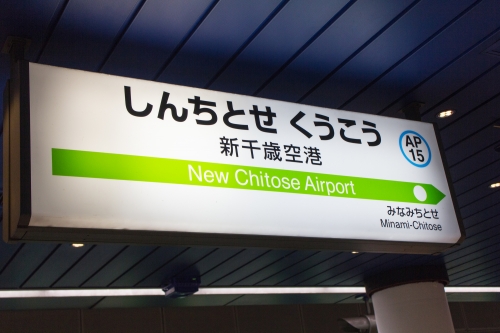 しんちとせ くうこう
新千歳空港
AP
15
New Chitose Airport
みなみちとせ
Minami-Chitose